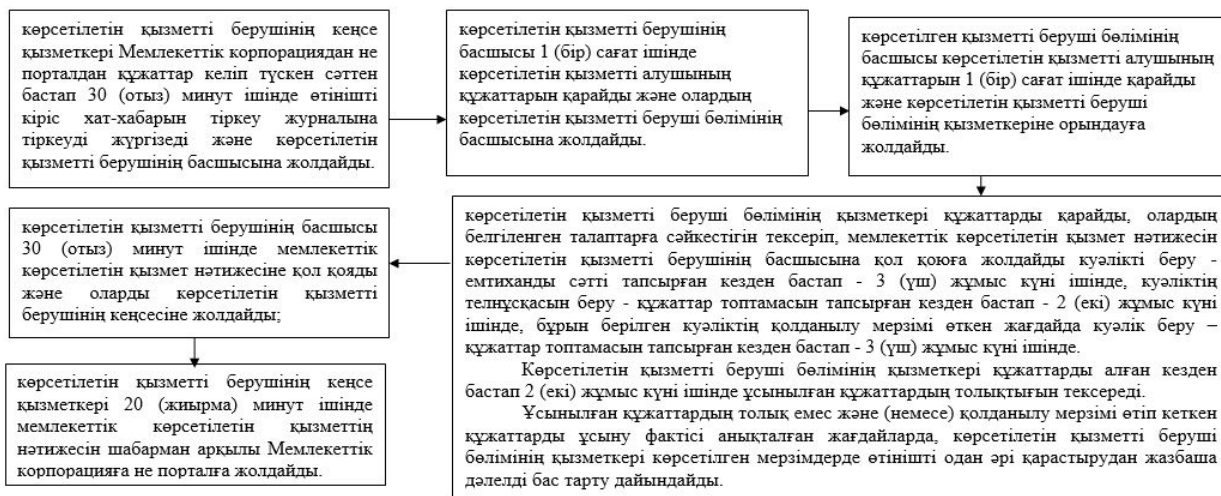 көрсетілетін қызметті берушінің кеңсе
қызметкері Мемлекеттік корпорациядан не
порталдан құжаттар келіп түскен сәттен
бастап 30 (отыз) минут ішінде өтінішті
кіріс хат-хабарын тіркеу журналына
тіркеуді жүргізеді және көрсетілетін
қызметті берушінің басшысына жолдайды.
көрсетілетін қызметті берушінің
басшысы 1 (бір) сағат ішінде
көрсетілетін қызметті алушының
құжаттарын қарайды және олардың
көрсетілетін қызметті беруші бөлімінің
басшысына жолдайды.
көрсетілген қызметті беруші бөлімінің
басшысы көрсетілетін қызметті алушының
құжаттарын 1 (бір) сағат ішінде қарайды
және көрсетілетін қызметті беруші
бөлімінің қызметкеріне орындауға
жолдайды.
көрсетілетін қызметті беруші бөлімінің қызметкері құжаттарды қарайды, олардың
белгіленген талаптарға сәйкестігін тексеріп, мемлекеттік көрсетілетін қызмет нәтижесін
көрсетілетін қызметті берушінің басшысына қол қоюға жолдайды куәлікті беру -
емтиханды сәтті тапсырған кезден бастап - 3 (үш) жұмыс күні ішінде, куәліктің
телнұсқасын беру - құжаттар топтамасын тапсырған кезден бастап - 2 (екі) жұмыс күні
ішінде, бұрын берілген куәліктің қолданылу мерзімі өткен жағдайда куәлік беру –
құжаттар топтамасын тапсырған кезден бастап - 3 (үш) жұмыс күні ішінде.
Көрсетілетін қызметті беруші бөлімінің қызметкері құжаттарды алған кезден
бастап 2 (екі) жұмыс күні ішінде ұсынылған құжаттардың толықтығын тексереді.
Ұсынылған құжаттардың толық емес және (немесе) қолданылу мерзімі өтіп кеткен
құжаттарды ұсыну фактісі анықталған жағдайларда, көрсетілетін қызметті беруші
бөлімінің қызметкері көрсетілген мерзімдерде өтінішті одан әрі қарастырудан жазбаша
дәлелді бас тарту дайындайды.
көрсетілетін қызметті берушінің басшысы
30 (отыз) минут ішінде мемлекеттік
көрсетілетін қызмет нәтижесіне қол қояды
және оларды көрсетілетін қызметті
берушінің кеңсесіне жолдайды;
көрсетілетін қызметті берушінің кеңсе
қызметкері 20 (жиырма) минут ішінде
мемлекеттік көрсетілетін қызметтің
нәтижесін шабарман арқылы Мемлекеттік
корпорацияға не порталға жолдайды.